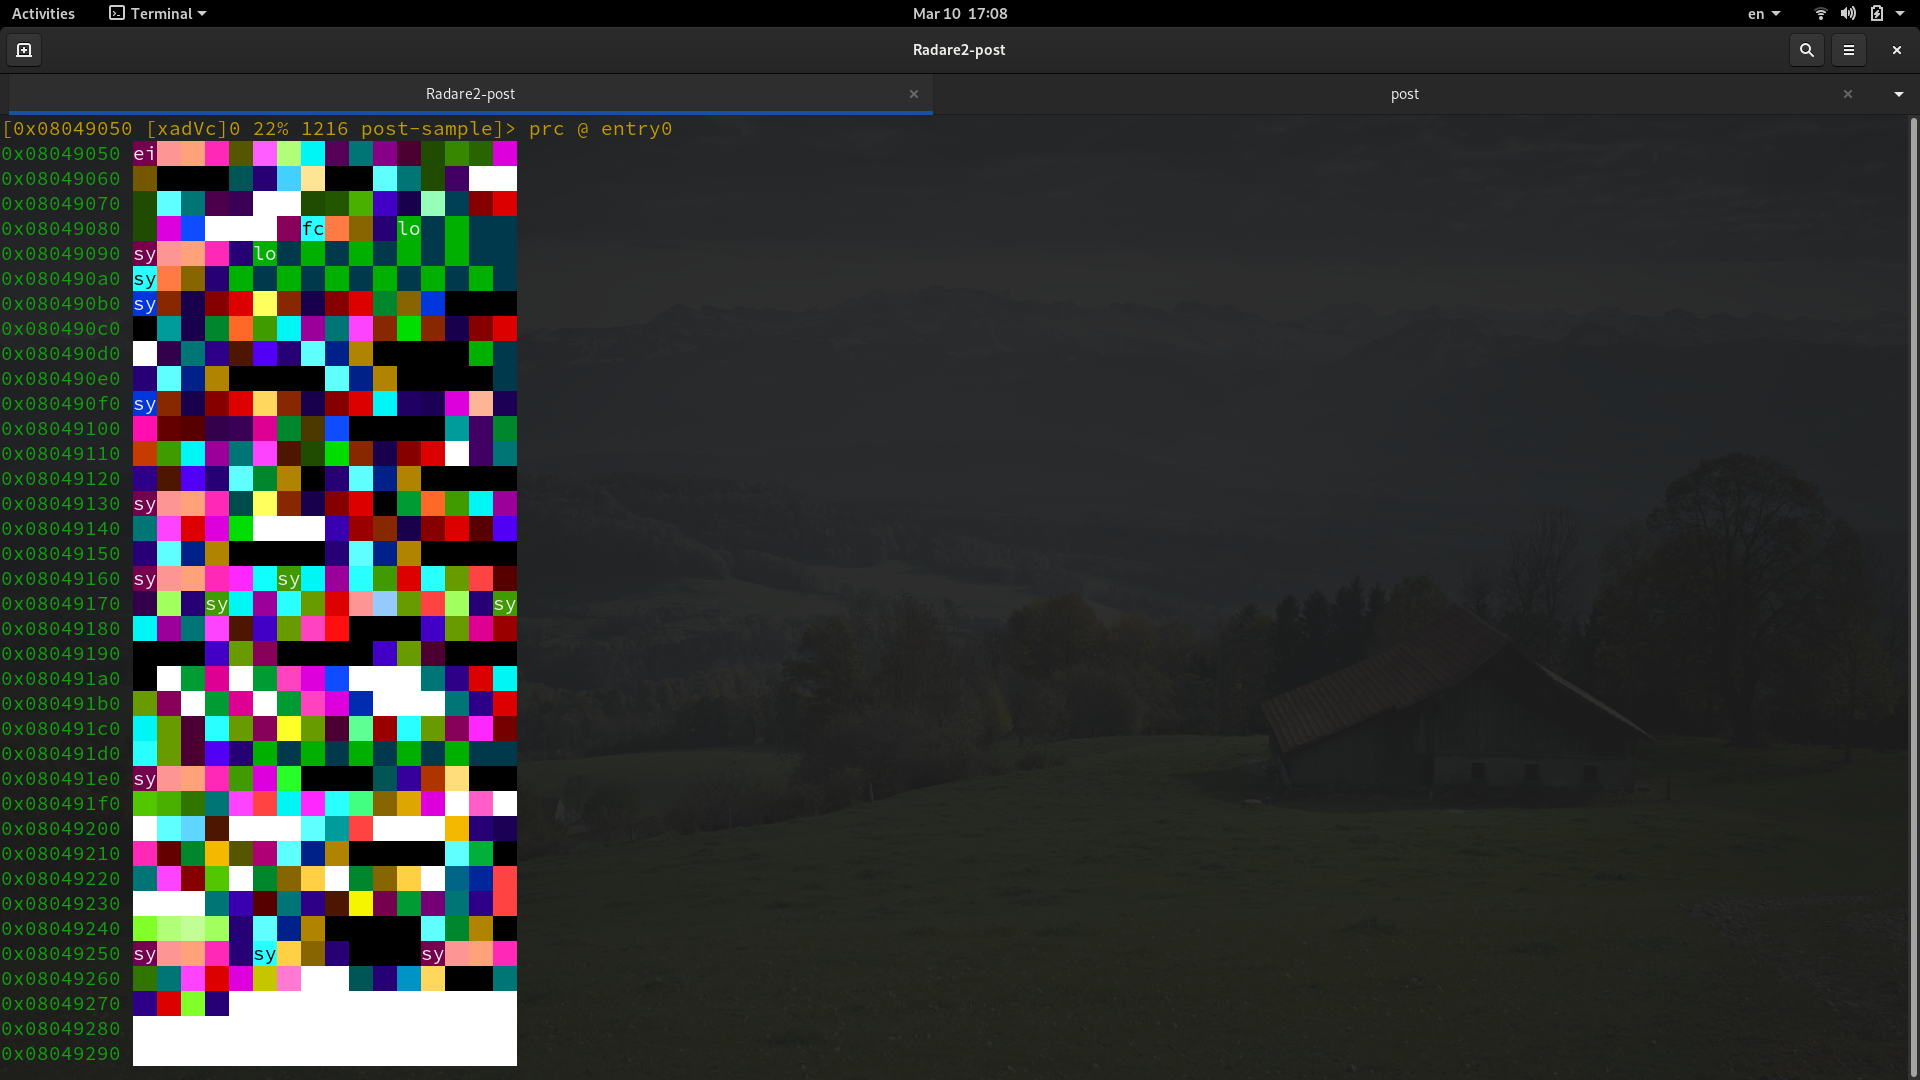 Activities Terminal Mar 10 17:08 en
Radare2-post
Radare2-post post
[0x08049050 [xadVc]0 22% 1216 post-sample]> prc @ entry0
0x08049050 ei
0x08049060
0x08049070
0x08049080 fc lo
0x08049090 sy lo
0x080490a0 sy
0x080490b0 sy
0x080490c0
0x080490d0
0x080490e0
0x080490f0 sy
0x08049100
0x08049110
0x08049120
0x08049130 sy
0x08049140
0x08049150
0x08049160 sy sy
0x08049170 sy sy
0x08049180
0x08049190
0x080491a0
0x080491b0
0x080491c0
0x080491d0
0x080491e0 sy
0x080491f0
0x08049200
0x08049210
0x08049220
0x08049230
0x08049240
0x08049250 sy sy sy
0x08049260
0x08049270
0x08049280
0x08049290